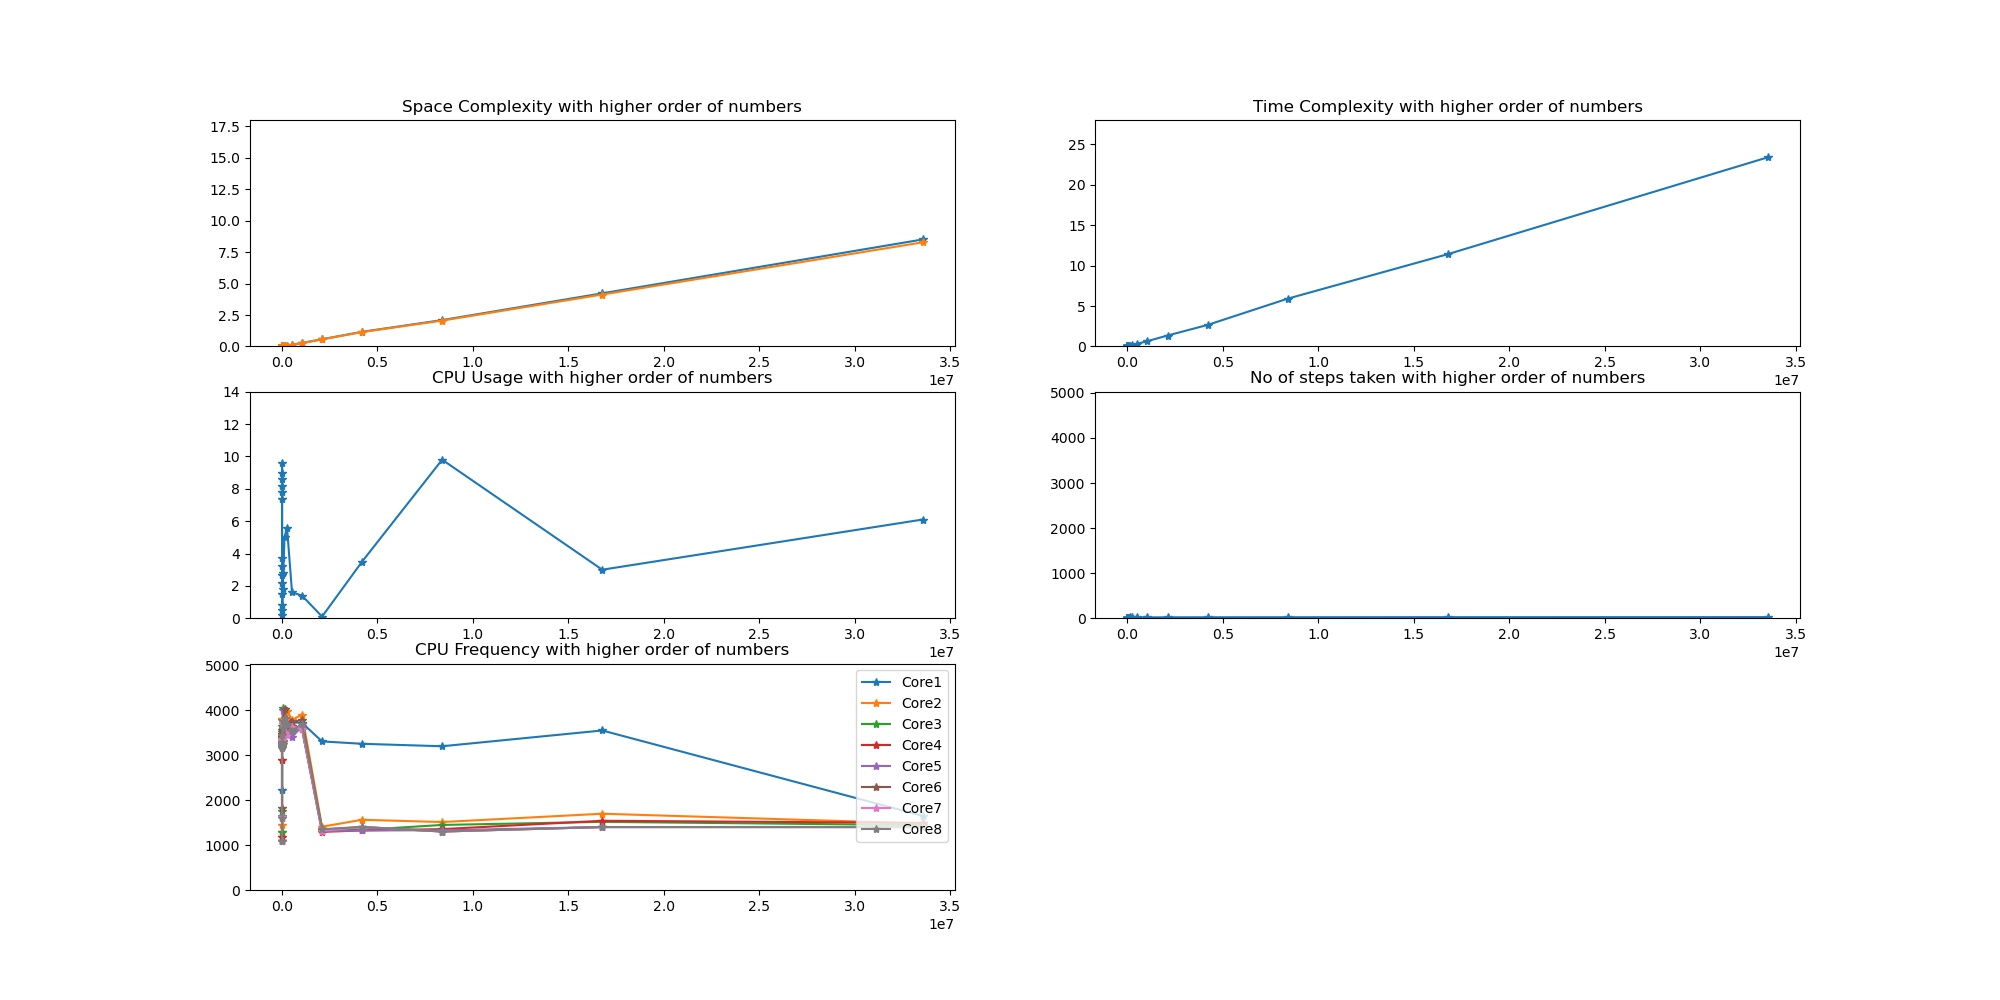 Space Complexity with higher order of numbers
17.5
15.0
12.5
10.0
7.5
5.0
2.5
0.0
0.0 0.5 1.0 1.5 2.0 2.5 3.0 3.5
1e7
Time Complexity with higher order of numbers
25
20
15
10
5
0
0.0 0.5 1.0 1.5 2.0 2.5 3.0 3.5
1e7
CPU Usage with higher order of numbers
14
12
10
8
6
4
2
0
0.0 0.5 1.0 1.5 2.0 2.5 3.0 3.5
1e7
No of steps taken with higher order of numbers
5000
4000
3000
2000
1000
0
0.0 0.5 1.0 1.5 2.0 2.5 3.0 3.5
1e7
CPU Frequency with higher order of numbers
5000
4000
3000
2000
1000
0
0.0 0.5 1.0 1.5 2.0 2.5 3.0 3.5
1e7
Core1
Core2
Core3
Core4
Core5
Core6
Core7
Core8